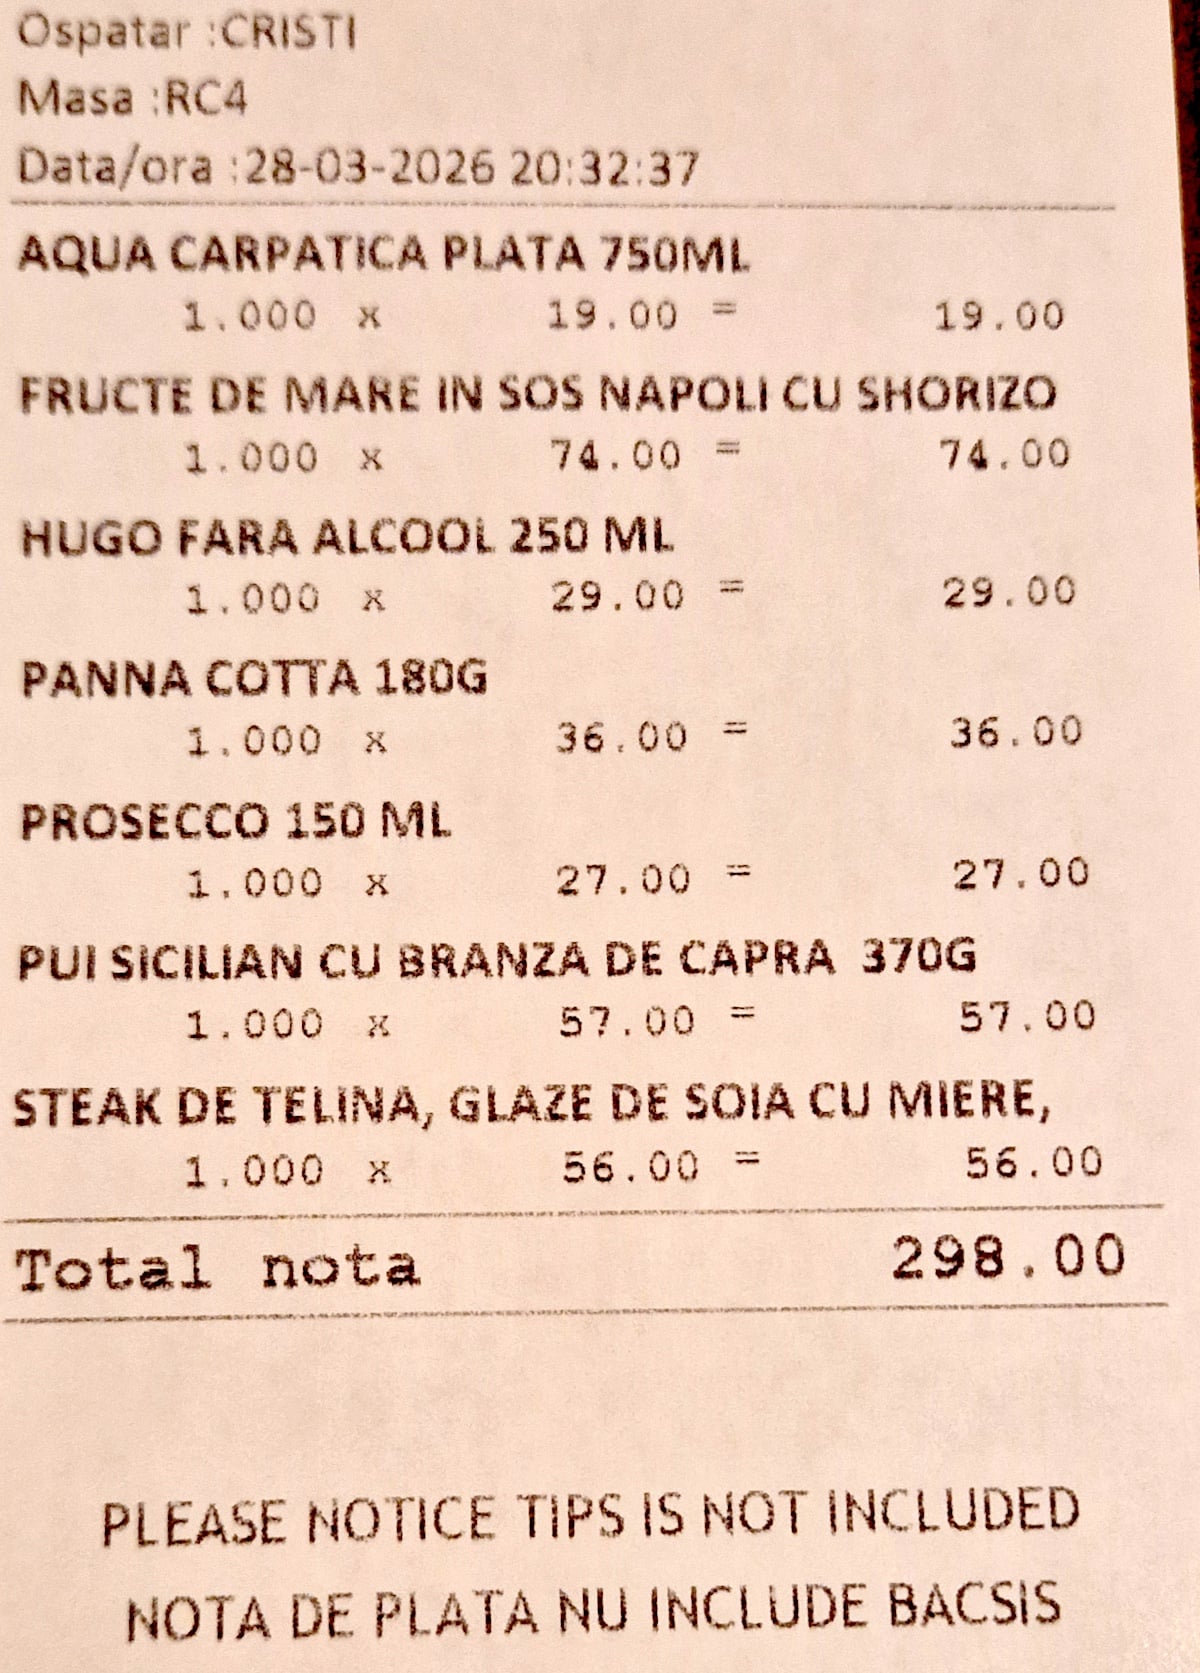 Ospatar :CRISTI
Masa :RC4
Data/ora :28-03-2026 20:32:37
AQUA CARPATICA PLATA 750ML
1.000 x 19.00 = 19.00
FRUCTE DE MARE IN SOS NAPOLI CU SHORIZO
1.000 x 74.00 = 74.00
HUGO FARA ALCOOL 250 ML
1.000 x 29.00 = 29.00
PANNA COTTA 180G
1.000 x 36.00 = 36.00
PROSECCO 150 ML
1.000 x 27.00 = 27.00
PUI SICILIAN CU BRANZA DE CAPRA 370G
1.000 x 57.00 = 57.00
STEAK DE TELINA, GLAZE DE SOIA CU MIERE,
1.000 x 56.00 = 56.00
Total nota 298.00
PLEASE NOTICE TIPS IS NOT INCLUDED
NOTA DE PLATA NU INCLUDE BACSIS